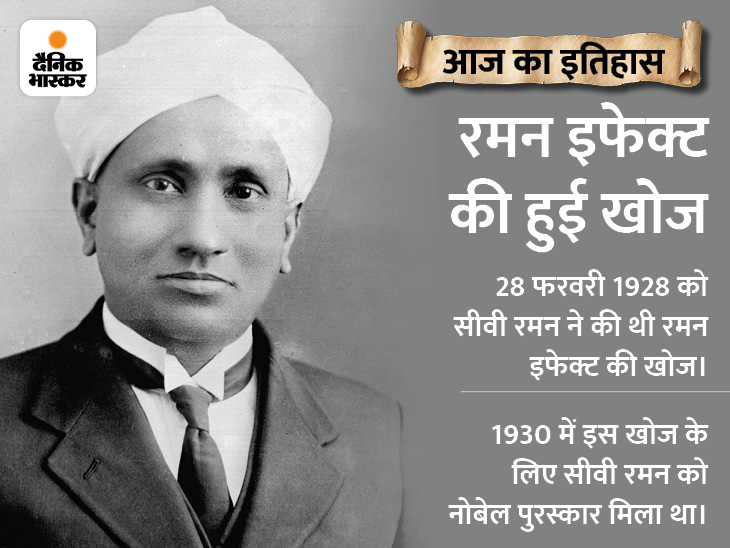 दैनिक
भास्कर
आज का इतिहास
रमन इफेक्ट
की हुई खोज
28 फरवरी 1928 को
सीवी रमन ने की थी रमन
इफेक्ट की खोज।
1930 में इस खोज के
लिए सीवी रमन को
नोबेल पुरस्कार मिला था।